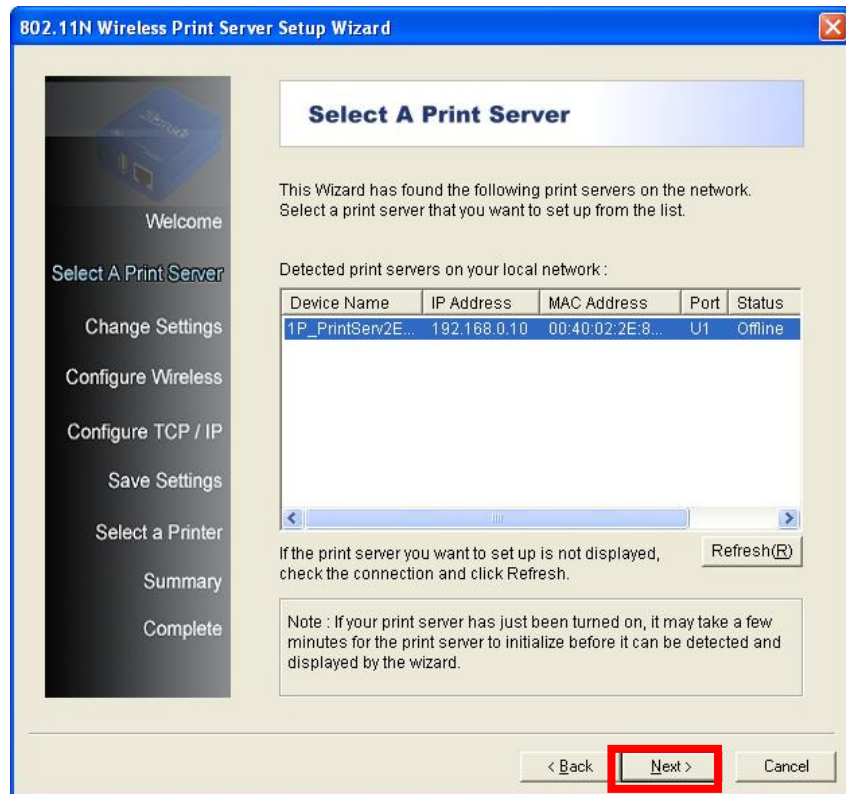 802.11N Wireless Print Server Setup Wizard
Select A Print Server
This Wizard has found the following print servers on the network.
Select a print server that you want to set up from the list.
Welcome
Select A Print Server
Change Settings
Configure Wireless
Configure TCP / IP
Save Settings
Select a Printer
Summary
Complete
Detected print servers on your local network :
Device Name IP Address MAC Address Port Status
1P_PrintServ2E... 192.168.0.10 00:40:02:2E:8... U1 Offline
If the print server you want to set up is not displayed,
check the connection and click Refresh.
Refresh(R)
Note : If your print server has just been turned on, it may take a few
minutes for the print server to initialize before it can be detected and
displayed by the wizard.
< Back Next > Cancel